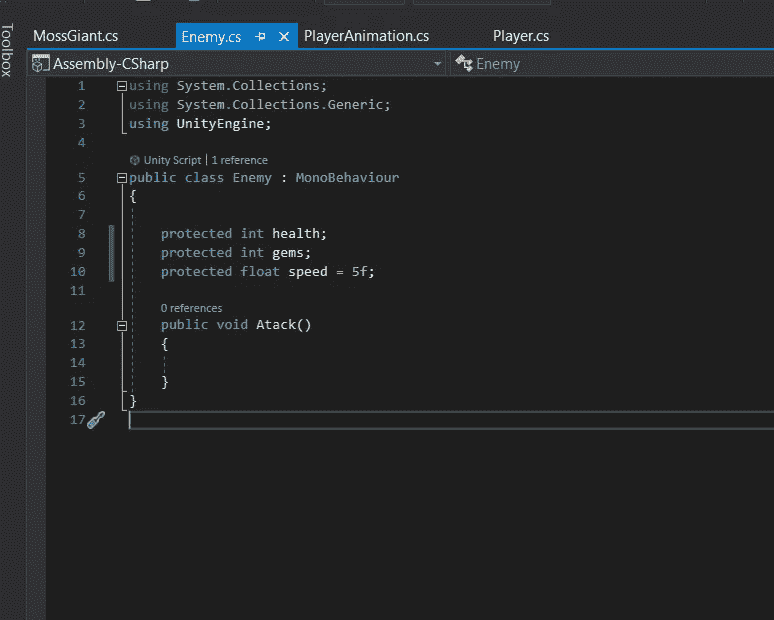 Toolbox
MossGiant.cs Enemy.cs PlayerAnimation.cs Player.cs
Assembly-CSharp Enemy
1 using System.Collections;
2 using System.Collections.Generic;
3 using UnityEngine;
4
Unity Script | 1 reference
5 public class Enemy : MonoBehaviour
6 {
7
8 protected int health;
9 protected int gems;
10 protected float speed = 5f;
11
0 references
12 public void Atack()
13 {
14
15 }
16 }
17